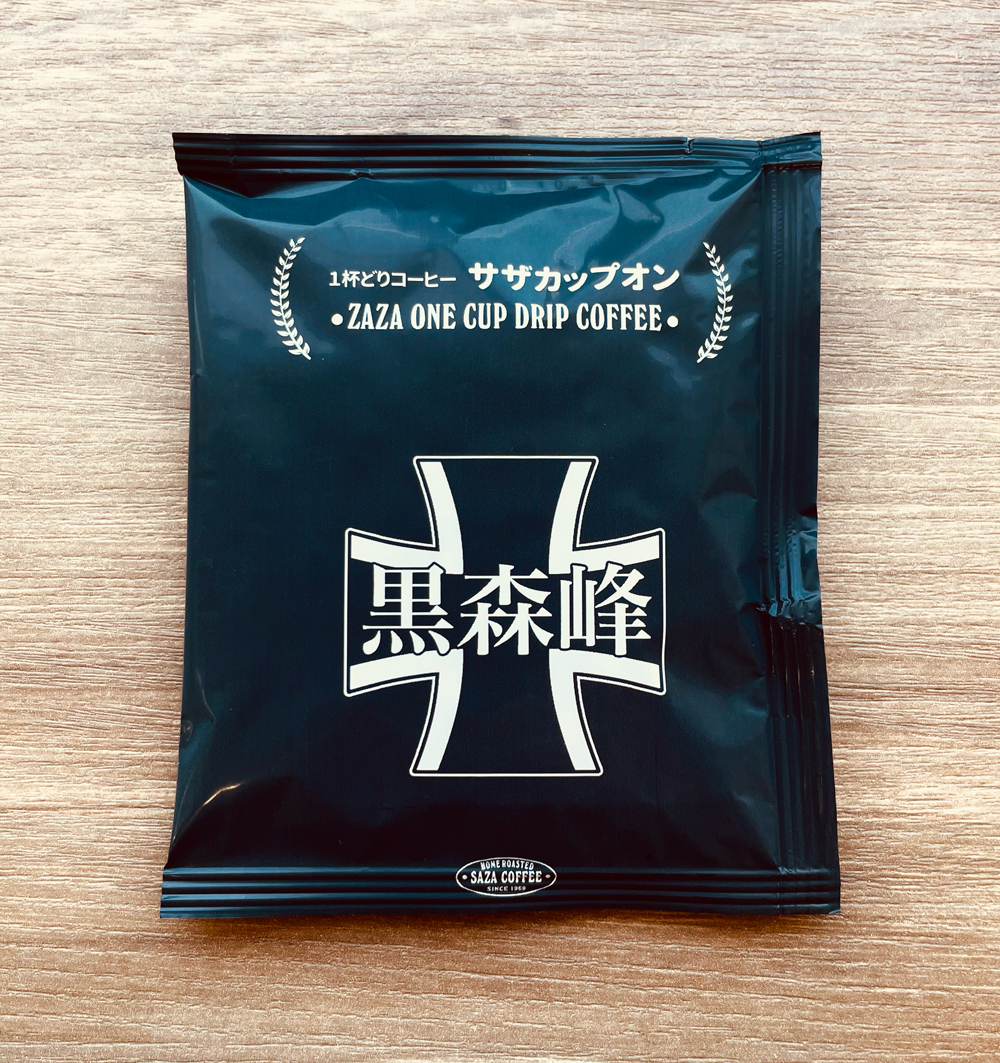 1杯どりコーヒー サザカップオン
•ZAZA ONE CUP DRIP COFFEE•
黒森峰
HOME ROASTED
• SAZA COFFEE •
SINCE 1969